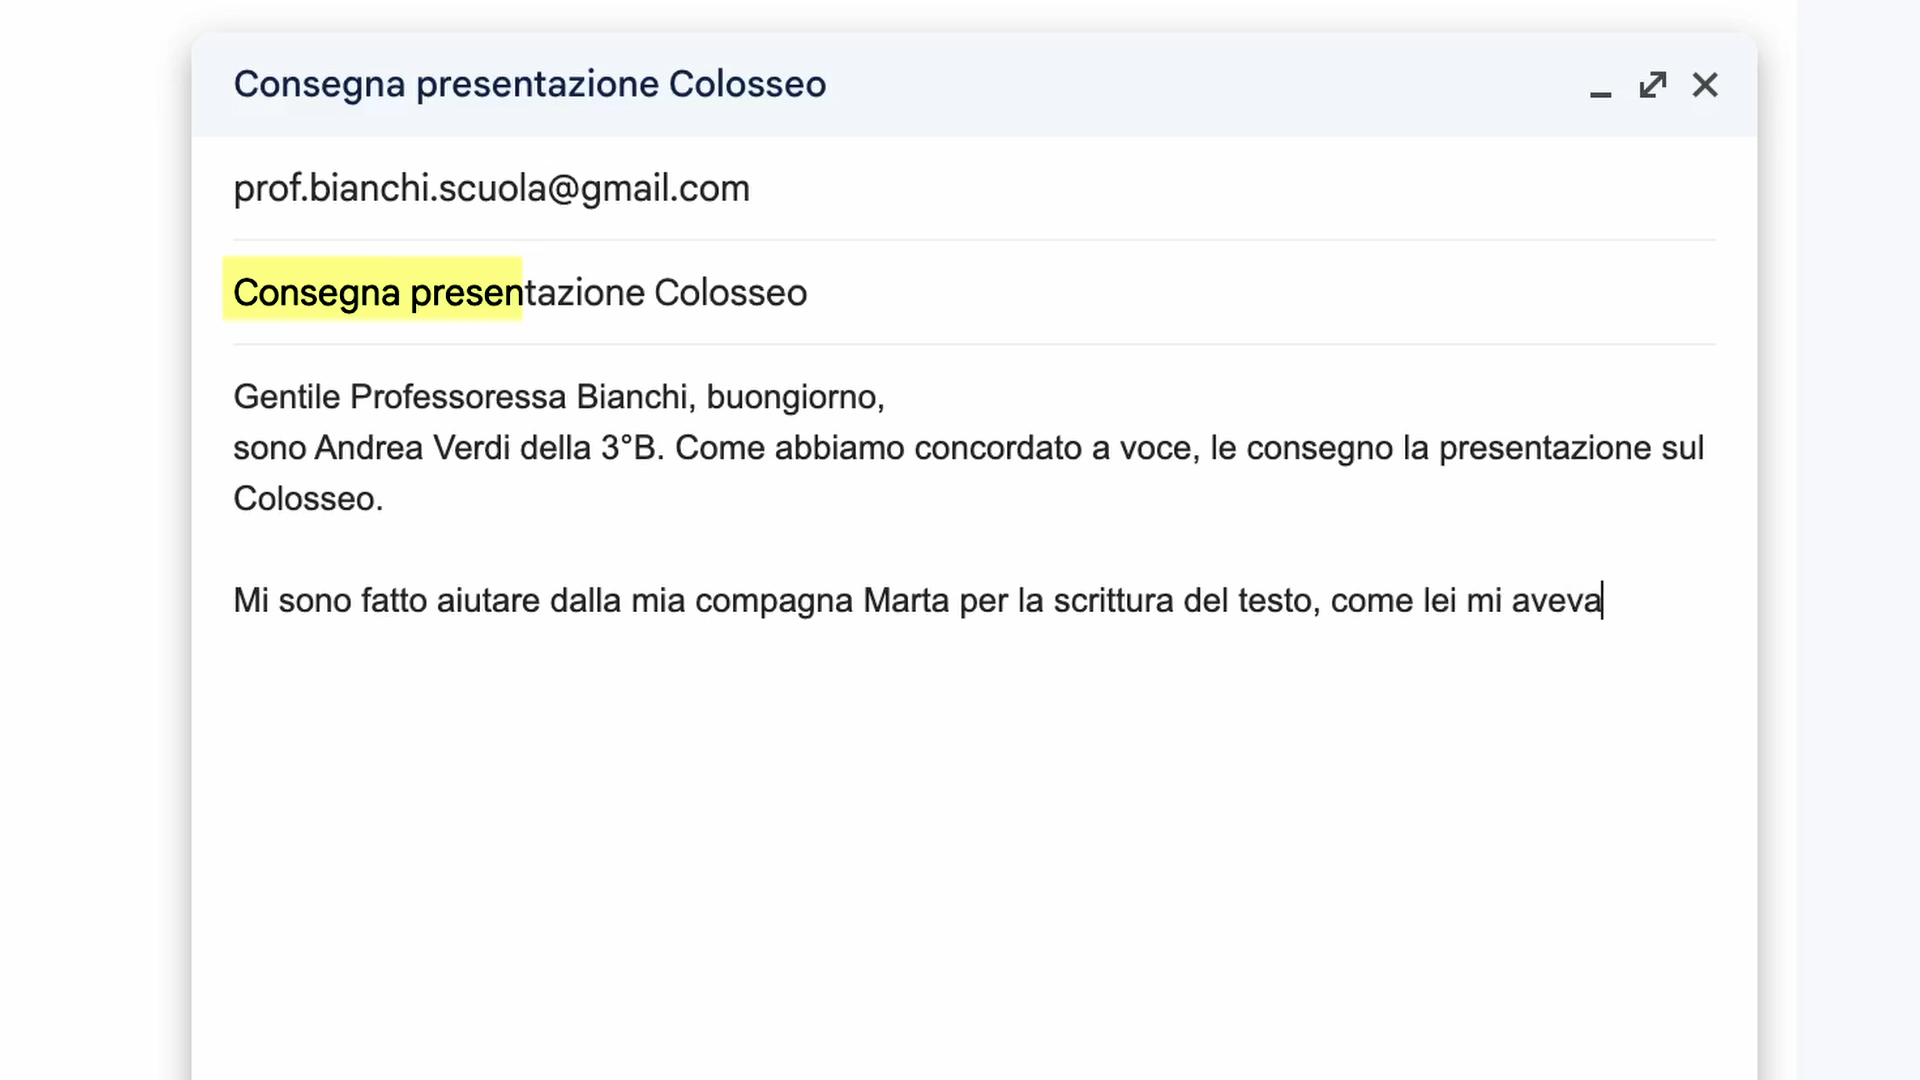 Consegna presentazione Colosseo
prof.bianchi.scuola@gmail.com
Consegna presentazione Colosseo
Gentile Professoressa Bianchi, buongiorno,
sono Andrea Verdi della 3°B. Come abbiamo concordato a voce, le consegno la presentazione sul
Colosseo.
Mi sono fatto aiutare dalla mia compagna Marta per la scrittura del testo, come lei mi aveva